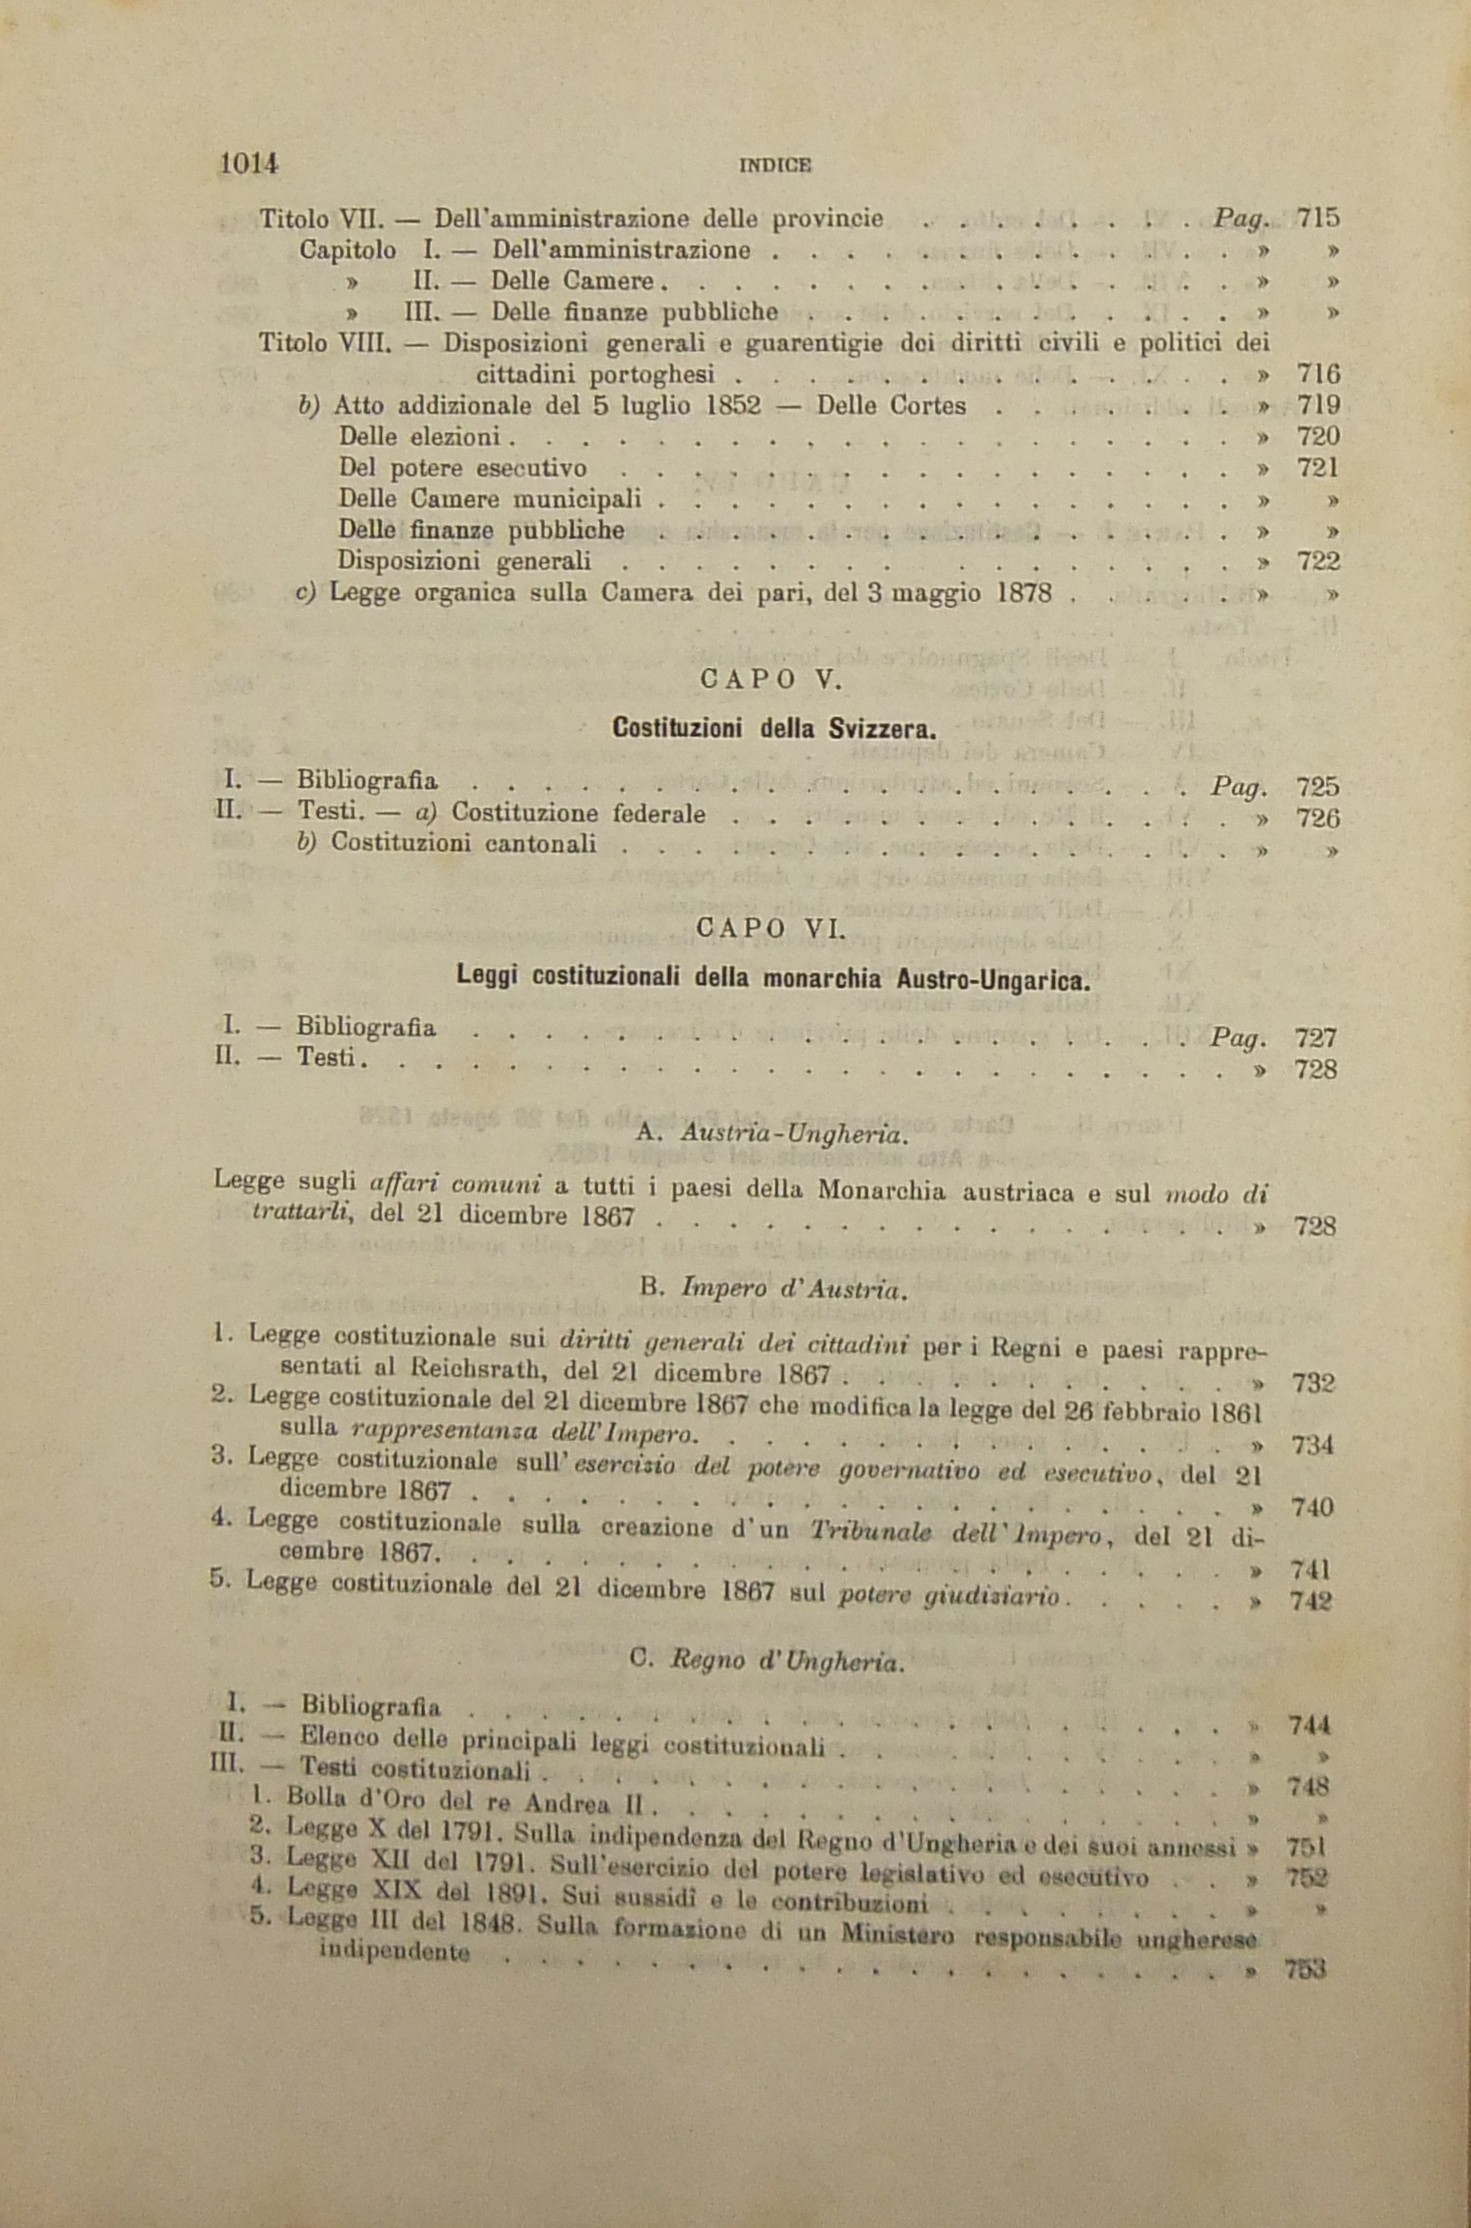 1014 INDICE
Titolo VII. — Dell'amministrazione delle provincie . . . . . . . . Pag. 715
Capitolo I. — Dell'amministrazione . . . . . . . . . . . . . » »
» II. — Delle Camere . . . . . . . . . . . . . . . . » »
» III. — Delle finanze pubbliche . . . . . . . . . . . . » »
Titolo VIII. — Disposizioni generali e guarentigie dei diritti civili e politici dei
cittadini portoghesi . . . . . . . . . . . . . . » 716
b) Atto addizionale del 5 luglio 1852 — Delle Cortes . . . . . . . » 719
Delle elezioni . . . . . . . . . . . . . . . . . . . . » 720
Del potere esecutivo . . . . . . . . . . . . . . . . . » 721
Delle Camere municipali . . . . . . . . . . . . . . . . » »
Delle finanze pubbliche . . . . . . . . . . . . . . . . » »
Disposizioni generali . . . . . . . . . . . . . . . . » 722
c) Legge organica sulla Camera dei pari, del 3 maggio 1878 . . . . . » »
CAPO V.
Costituzioni della Svizzera.
I. — Bibliografia . . . . . . . . . . . . . . . . . . . . Pag. 725
II. — Testi. — a) Costituzione federale . . . . . . . . . . . . . . » 726
b) Costituzioni cantonali . . . . . . . . . . . . . . . . . » »
CAPO VI.
Leggi costituzionali della monarchia Austro-Ungarica.
I. — Bibliografia . . . . . . . . . . . . . . . . . . . . Pag. 727
II. — Testi . . . . . . . . . . . . . . . . . . . . . . . . » 728
A. Austria-Ungheria.
Legge sugli affari comuni a tutti i paesi della Monarchia austriaca e sul modo di
trattarli, del 21 dicembre 1867 . . . . . . . . . . . . . . . . » 728
B. Impero d'Austria.
1. Legge costituzionale sui diritti generali dei cittadini per i Regni e paesi rappre-
sentati al Reichsrath, del 21 dicembre 1867 . . . . . . . . . . . » 732
2. Legge costituzionale del 21 dicembre 1867 che modifica la legge del 26 febbraio 1861
sulla rappresentanza dell'Impero . . . . . . . . . . . . . . . » 734
3. Legge costituzionale sull'esercizio del potere governativo ed esecutivo, del 21
dicembre 1867 . . . . . . . . . . . . . . . . . . . . . » 740
4. Legge costituzionale sulla creazione d'un Tribunale dell'Impero, del 21 di-
cembre 1867 . . . . . . . . . . . . . . . . . . . . . . » 741
5. Legge costituzionale del 21 dicembre 1867 sul potere giudiziario . . . . . » 742
C. Regno d'Ungheria.
I. — Bibliografia . . . . . . . . . . . . . . . . . . . . . » 744
II. — Elenco delle principali leggi costituzionali . . . . . . . . . . » »
III. — Testi costituzionali . . . . . . . . . . . . . . . . . . . » 748
1. Bolla d'Oro del re Andrea II . . . . . . . . . . . . . . . . » »
2. Legge X del 1791. Sulla indipendenza del Regno d'Ungheria e dei suoi annessi » 751
3. Legge XII del 1791. Sull'esercizio del potere legislativo ed esecutivo . . » 752
4. Legge XIX del 1891. Sui sussidî e le contribuzioni . . . . . . . . » »
5. Legge III del 1848. Sulla formazione di un Ministero responsabile ungherese
indipendente . . . . . . . . . . . . . . . . . . . . » 753